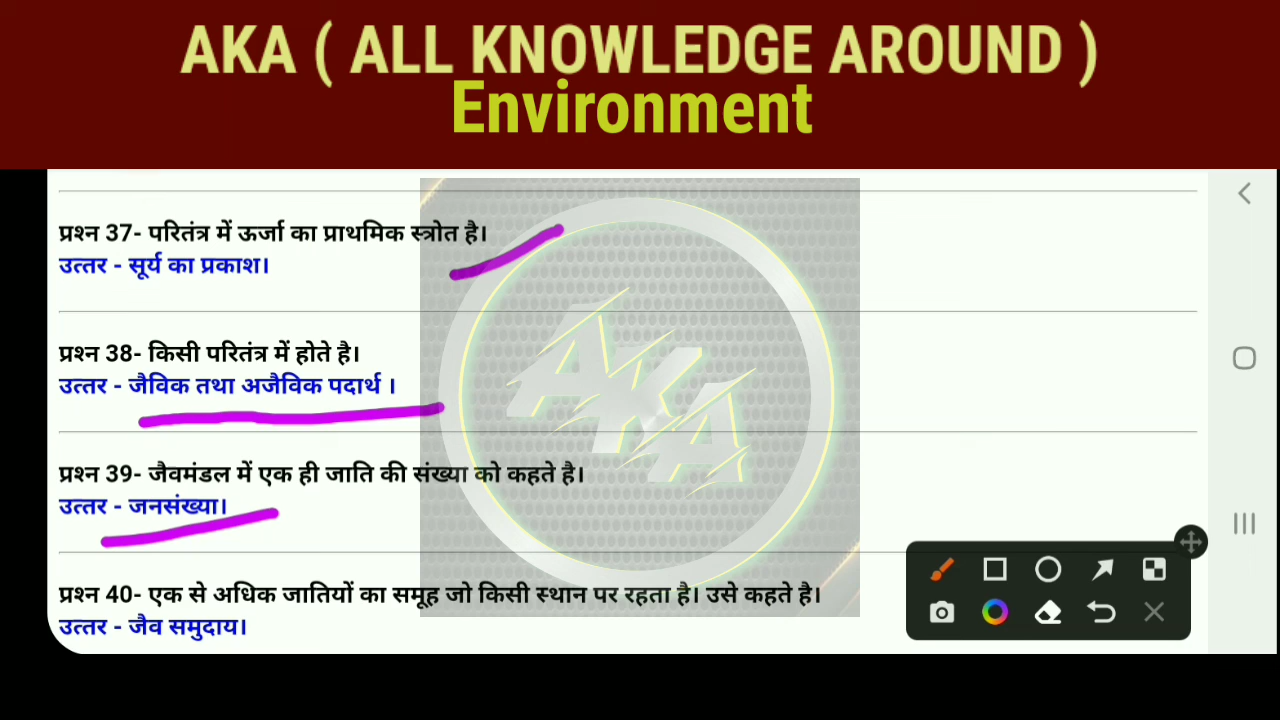 AKA ( ALL KNOWLEDGE AROUND )
Environment
प्रश्न 37- परितंत्र में ऊर्जा का प्राथमिक स्त्रोत है।
उत्तर - सूर्य का प्रकाश।
प्रश्न 38- किसी परितंत्र में होते है।
उत्तर - जैविक तथा अजैविक पदार्थ ।
प्रश्न 39- जैवमंडल में एक ही जाति की संख्या को कहते है।
उत्तर - जनसंख्या।
प्रश्न 40- एक से अधिक जातियों का समूह जो किसी स्थान पर रहता है। उसे कहते है।
उत्तर - जैव समुदाय।
AKA